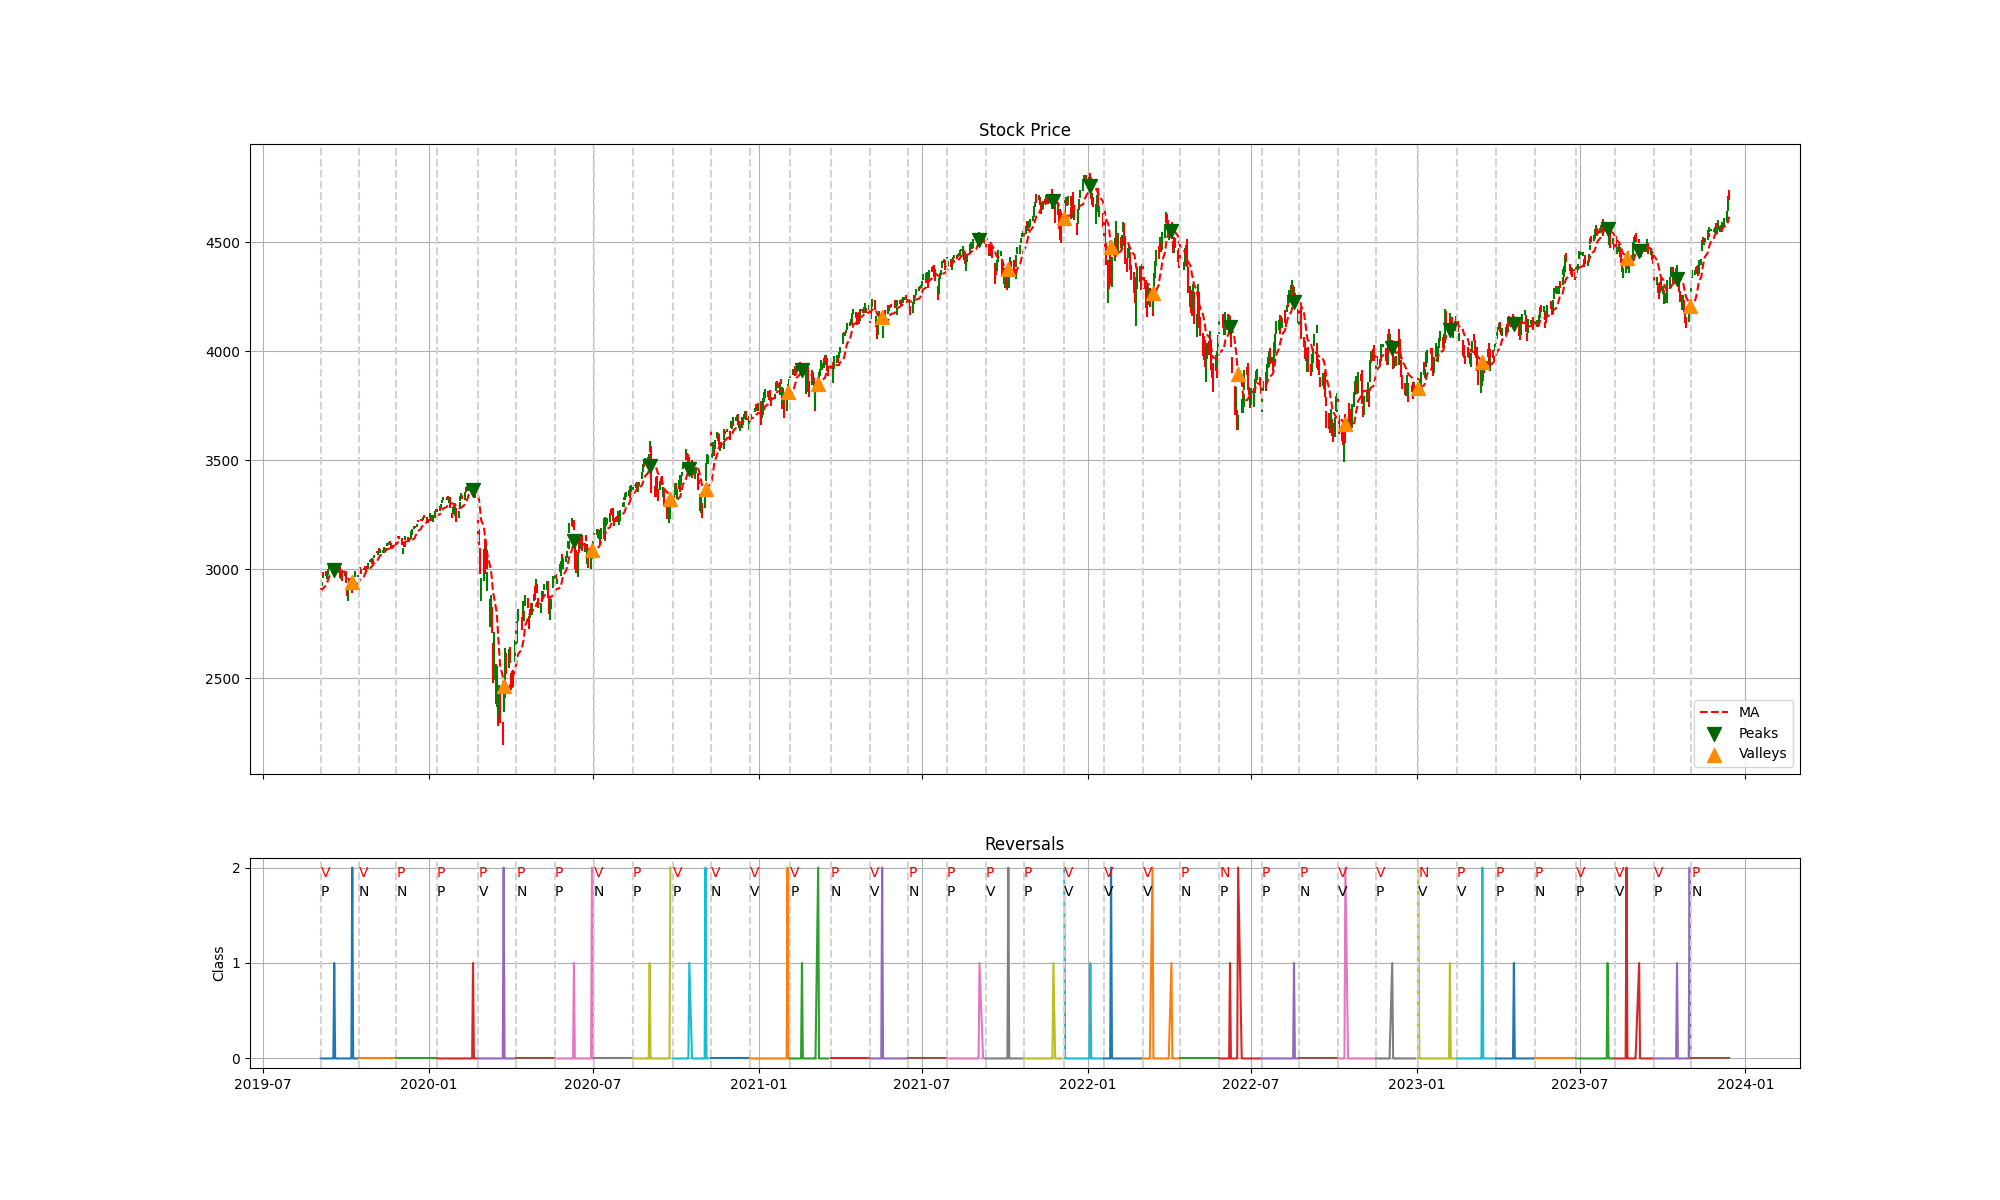 Stock Price
4500
4000
3500
3000
2500
MA
Peaks
Valleys
Reversals
2
V V P P P P P V P V V V V P V P P P P V V V P N P P V V N P P P V V V P
P N N P V N P N P P N V P N V N P V P V V V N P P N V P V V P N P V P N
Class
1
0
2019-07 2020-01 2020-07 2021-01 2021-07 2022-01 2022-07 2023-01 2023-07 2024-01